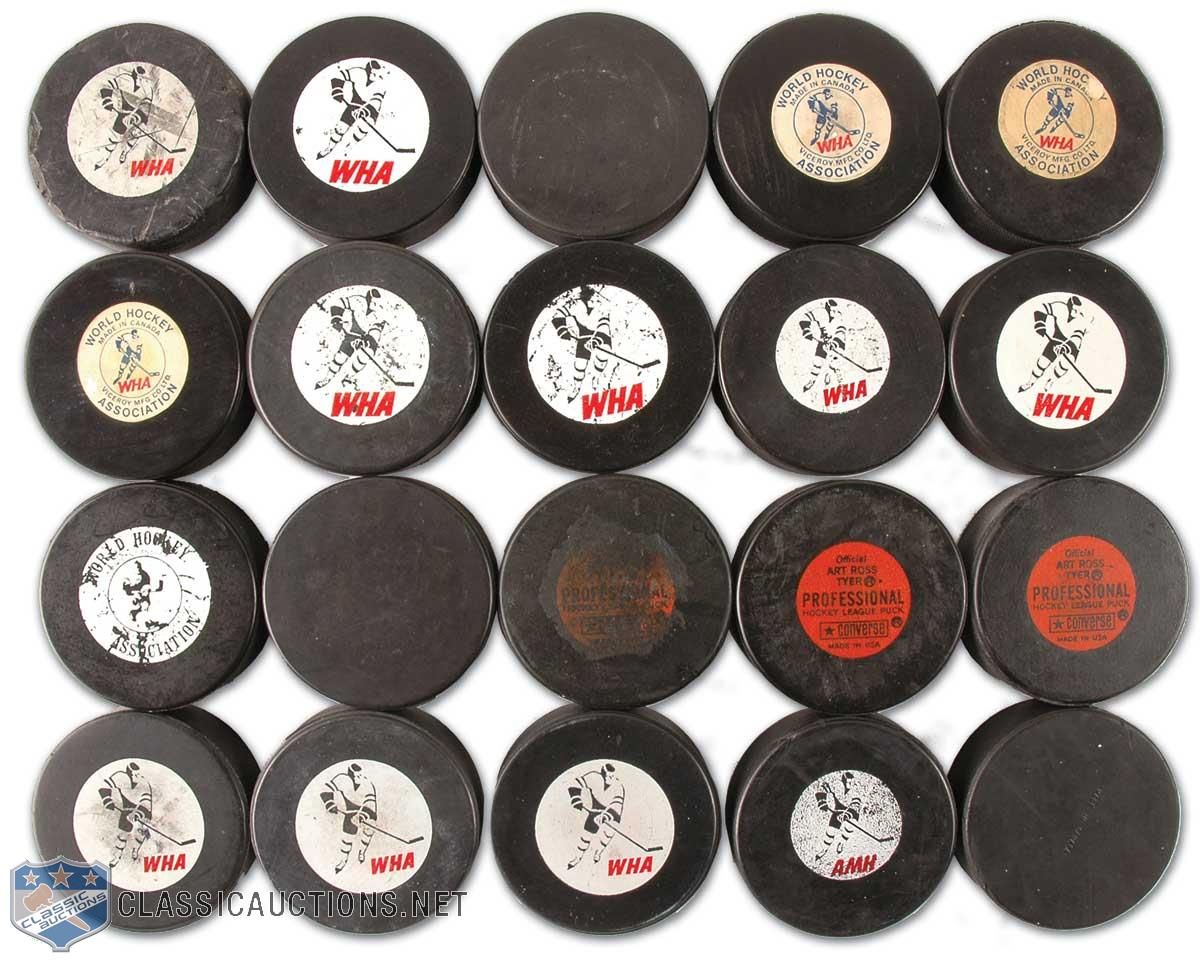 WHA
WHA
WORLD HOCKEY
MADE IN CANADA
WHA
VICEROY MFG. CO. LTD.
ASSOCIATION
WORLD HOC Y
MADE IN CANADA
WHA
VICEROY MFG. CO. LTD.
ASSOCIATION
WORLD HOCKEY
MADE IN CANADA
WHA
VICEROY MFG. CO. LTD.
ASSOCIATION
WHA
WHA
WHA
WHA
WORLD HOCKEY
ASSOCIATION
PROFESSIONAL
HOCKEY LEAGUE PUCK
Official
ART ROSS
TYER ®
PROFESSIONAL
HOCKEY LEAGUE PUCK
★ converse ®
MADE IN USA
Official
ART ROSS
TYER ®
PROFESSIONAL
HOCKEY LEAGUE PUCK
★ converse ®
MADE IN USA
WHA
WHA
WHA
AMH
CLASSIC
AUCTIONS
CLASSICAUCTIONS.NET